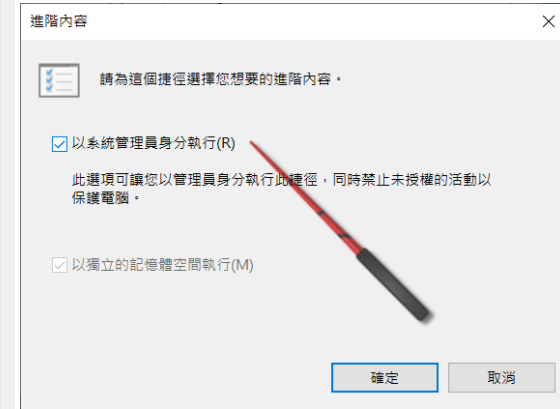 進階內容
請為這個捷徑選擇您想要的進階內容。
以系統管理員身分執行(R)
此選項可讓您以管理員身分執行此捷徑，同時禁止未授權的活動以
保護電腦。
以獨立的記憶體空間執行(M)
確定
取消